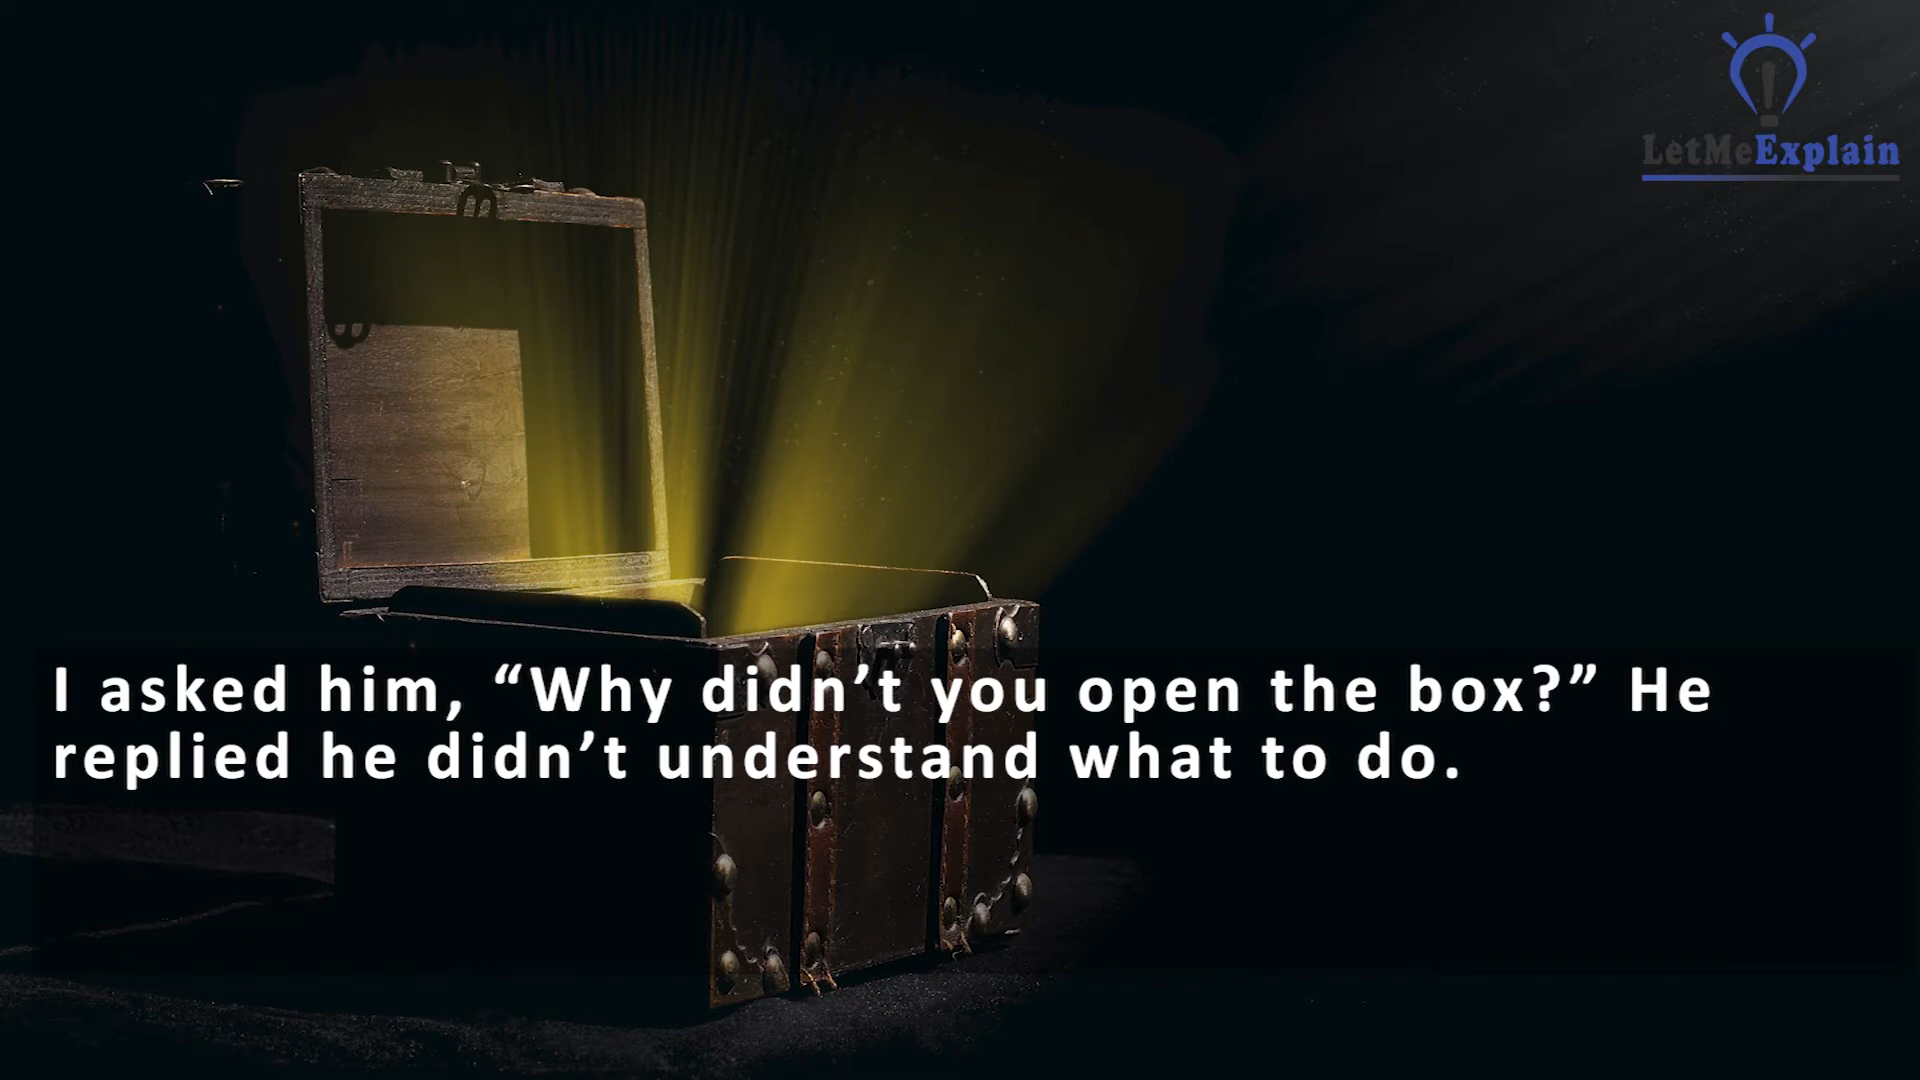 LetMeExplain
I asked him, “Why didn’t you open the box?” He
replied he didn’t understand what to do.